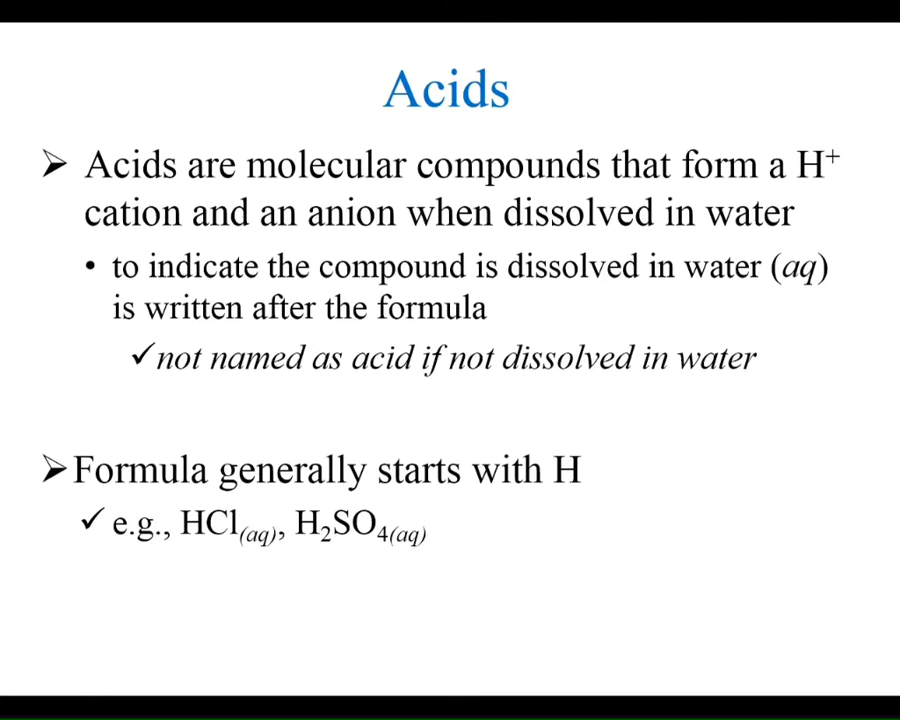 Acids
➢ Acids are molecular compounds that form a H⁺
cation and an anion when dissolved in water
• to indicate the compound is dissolved in water (aq)
is written after the formula
✓not named as acid if not dissolved in water
➢Formula generally starts with H
✓ e.g., HCl₍aq₎, H₂SO₄₍aq₎